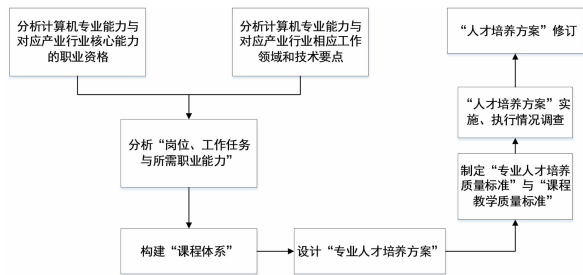 分析计算机专业能力与
对应产业行业核心能力
的职业资格
分析计算机专业能力与
对应产业行业相应工作
领域和技术要点
分析“岗位、工作任务
与所需职业能力”
构建“课程体系”
设计“专业人才培养方案”
制定“专业人才培养
质量标准”与“课程
教学质量标准”
“人才培养方案”实
施、执行情况调查
“人才培养方案”修订